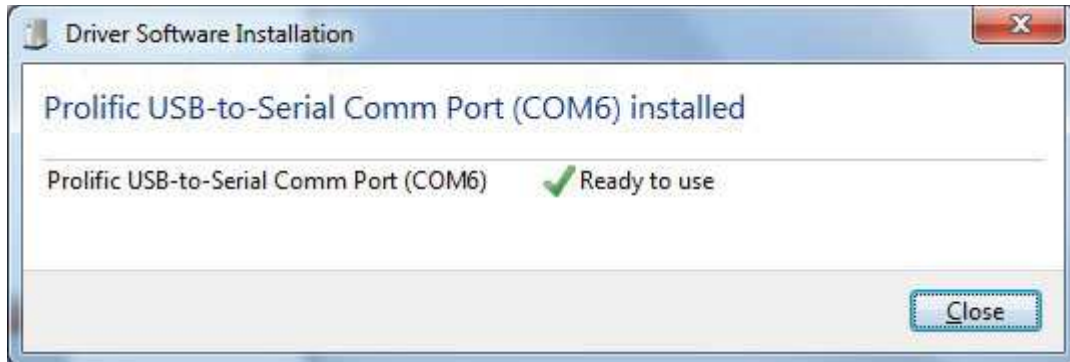 Driver Software Installation
Prolific USB-to-Serial Comm Port (COM6) installed
Prolific USB-to-Serial Comm Port (COM6) Ready to use
Close